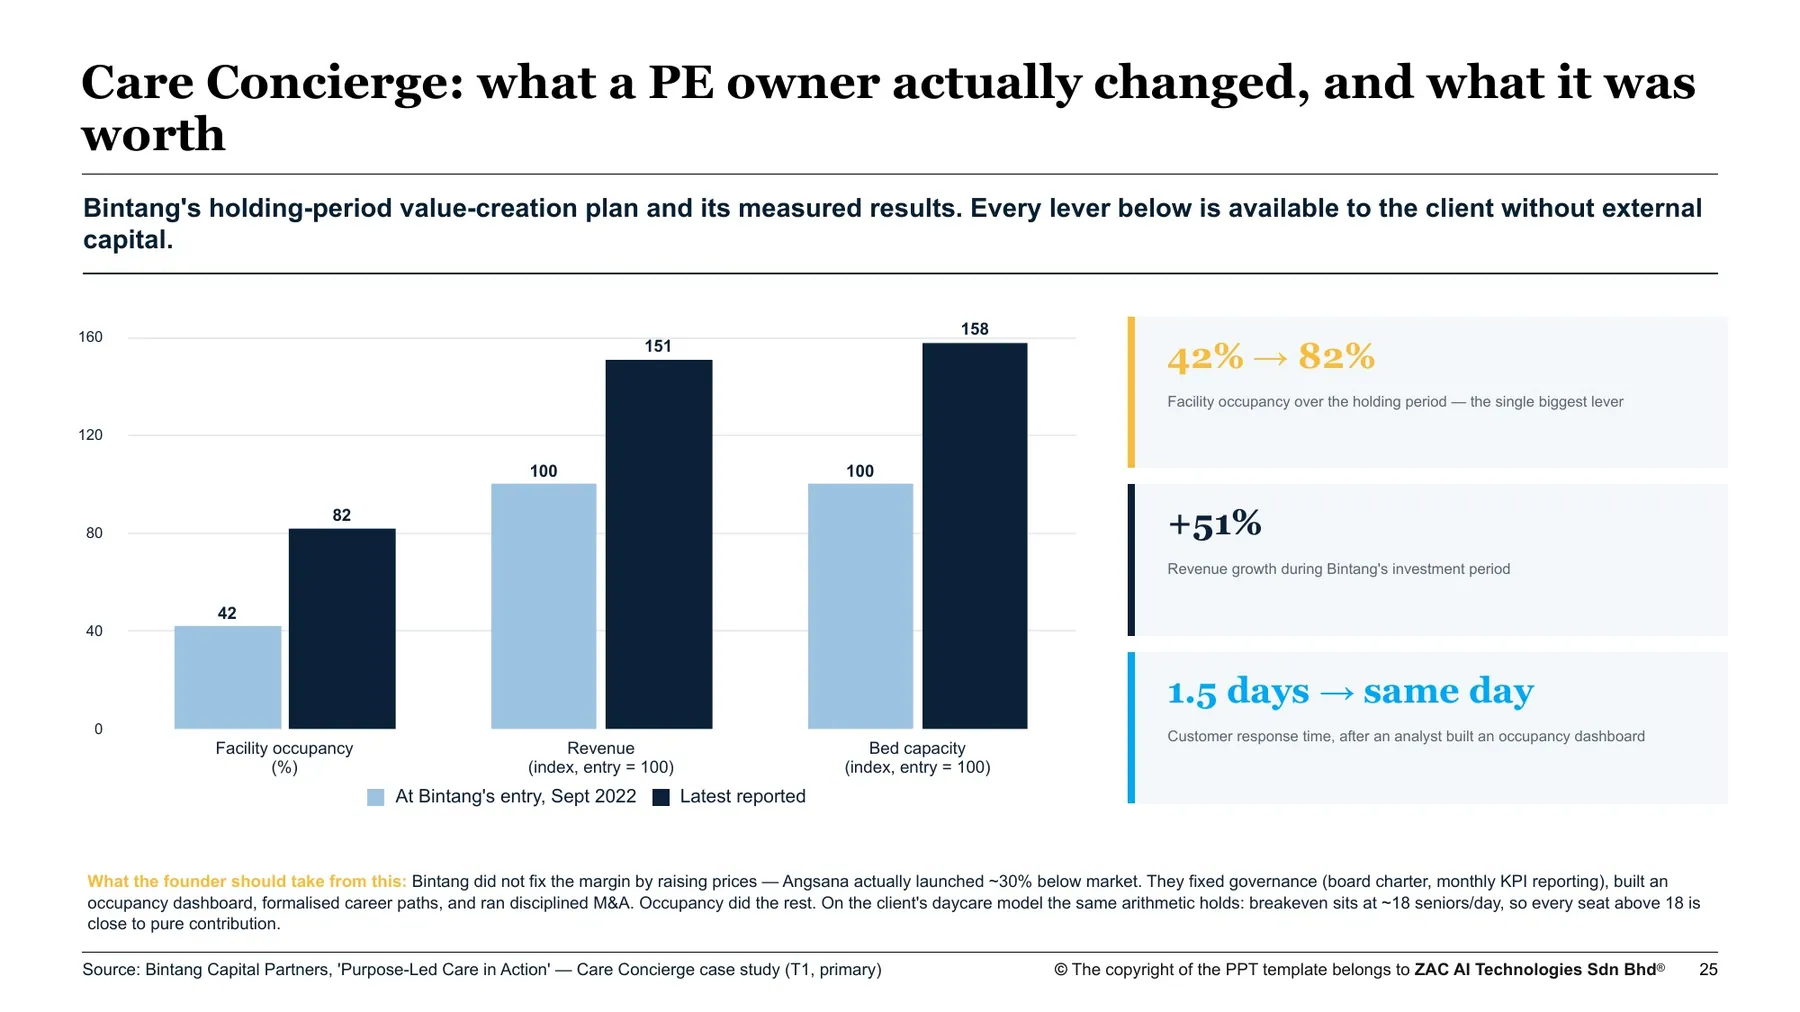 Care Concierge: what a PE owner actually changed, and what it was
worth
Bintang's holding-period value-creation plan and its measured results. Every lever below is available to the client without external
capital.
160
120
80
40
0
42
82
100
151
100
158
Facility occupancy
(%)
Revenue
(index, entry = 100)
Bed capacity
(index, entry = 100)
At Bintang's entry, Sept 2022
Latest reported
42% → 82%
Facility occupancy over the holding period — the single biggest lever
+51%
Revenue growth during Bintang's investment period
1.5 days → same day
Customer response time, after an analyst built an occupancy dashboard
What the founder should take from this: Bintang did not fix the margin by raising prices — Angsana actually launched ~30% below market. They fixed governance (board charter, monthly KPI reporting), built an
occupancy dashboard, formalised career paths, and ran disciplined M&A. Occupancy did the rest. On the client's daycare model the same arithmetic holds: breakeven sits at ~18 seniors/day, so every seat above 18 is
close to pure contribution.
Source: Bintang Capital Partners, 'Purpose-Led Care in Action' — Care Concierge case study (T1, primary)
© The copyright of the PPT template belongs to ZAC AI Technologies Sdn Bhd®
25